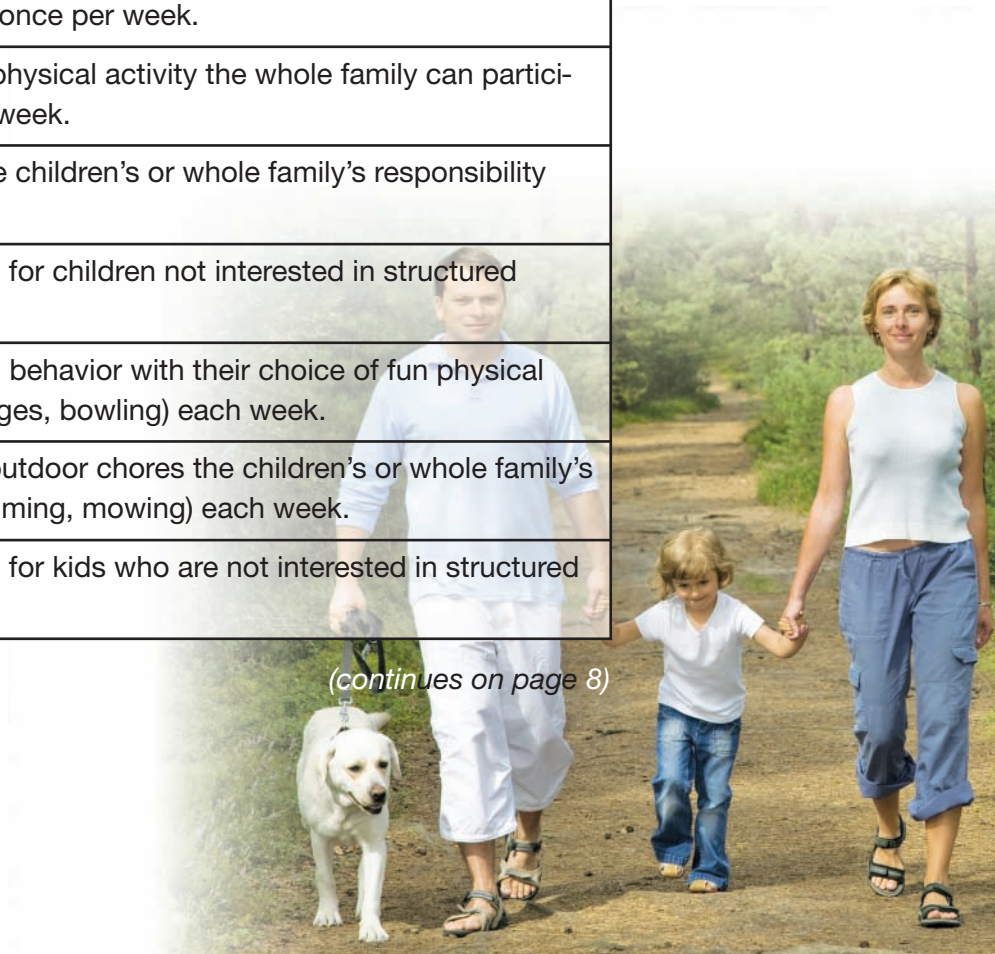 once per week.
physical activity the whole family can partici-
week.
e children's or whole family's responsibility
for children not interested in structured
behavior with their choice of fun physical
ges, bowling) each week.
outdoor chores the children's or whole family's
ming, mowing) each week.
for kids who are not interested in structured
(continues on page 8)